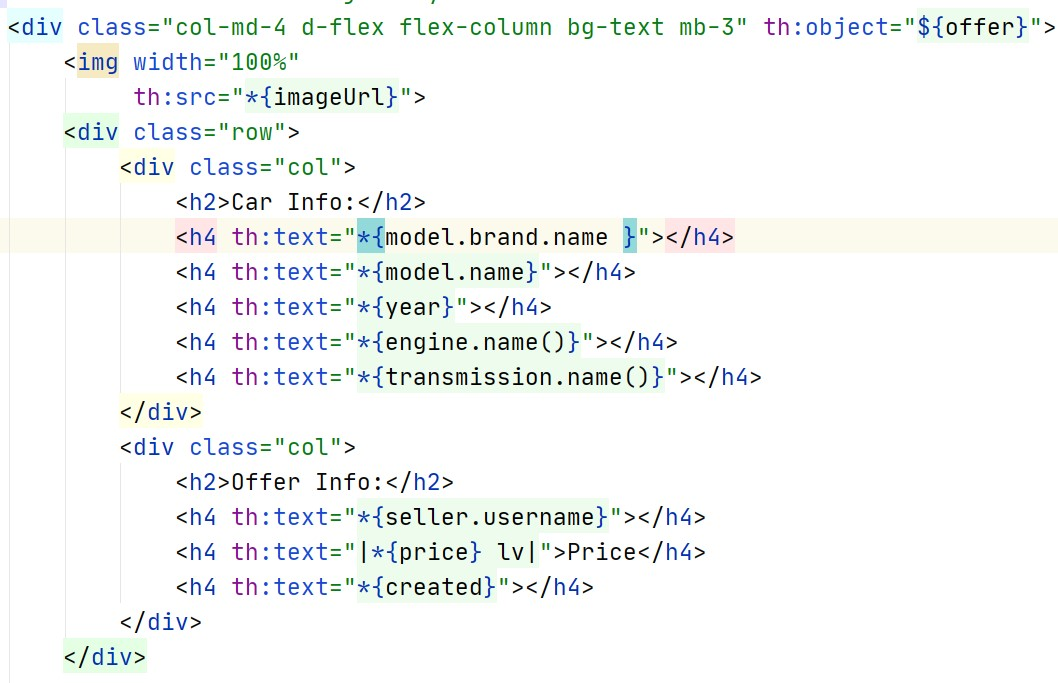 <div class="col-md-4 d-flex flex-column bg-text mb-3" th:object="${offer}">
    <img width="100%"
         th:src="*{imageUrl}">
    <div class="row">
        <div class="col">
            <h2>Car Info:</h2>
            <h4 th:text="*{model.brand.name }"></h4>
            <h4 th:text="*{model.name}"></h4>
            <h4 th:text="*{year}"></h4>
            <h4 th:text="*{engine.name()}"></h4>
            <h4 th:text="*{transmission.name()}"></h4>
        </div>
        <div class="col">
            <h2>Offer Info:</h2>
            <h4 th:text="*{seller.username}"></h4>
            <h4 th:text="|*{price} lv|">Price</h4>
            <h4 th:text="*{created}"></h4>
        </div>
    </div>